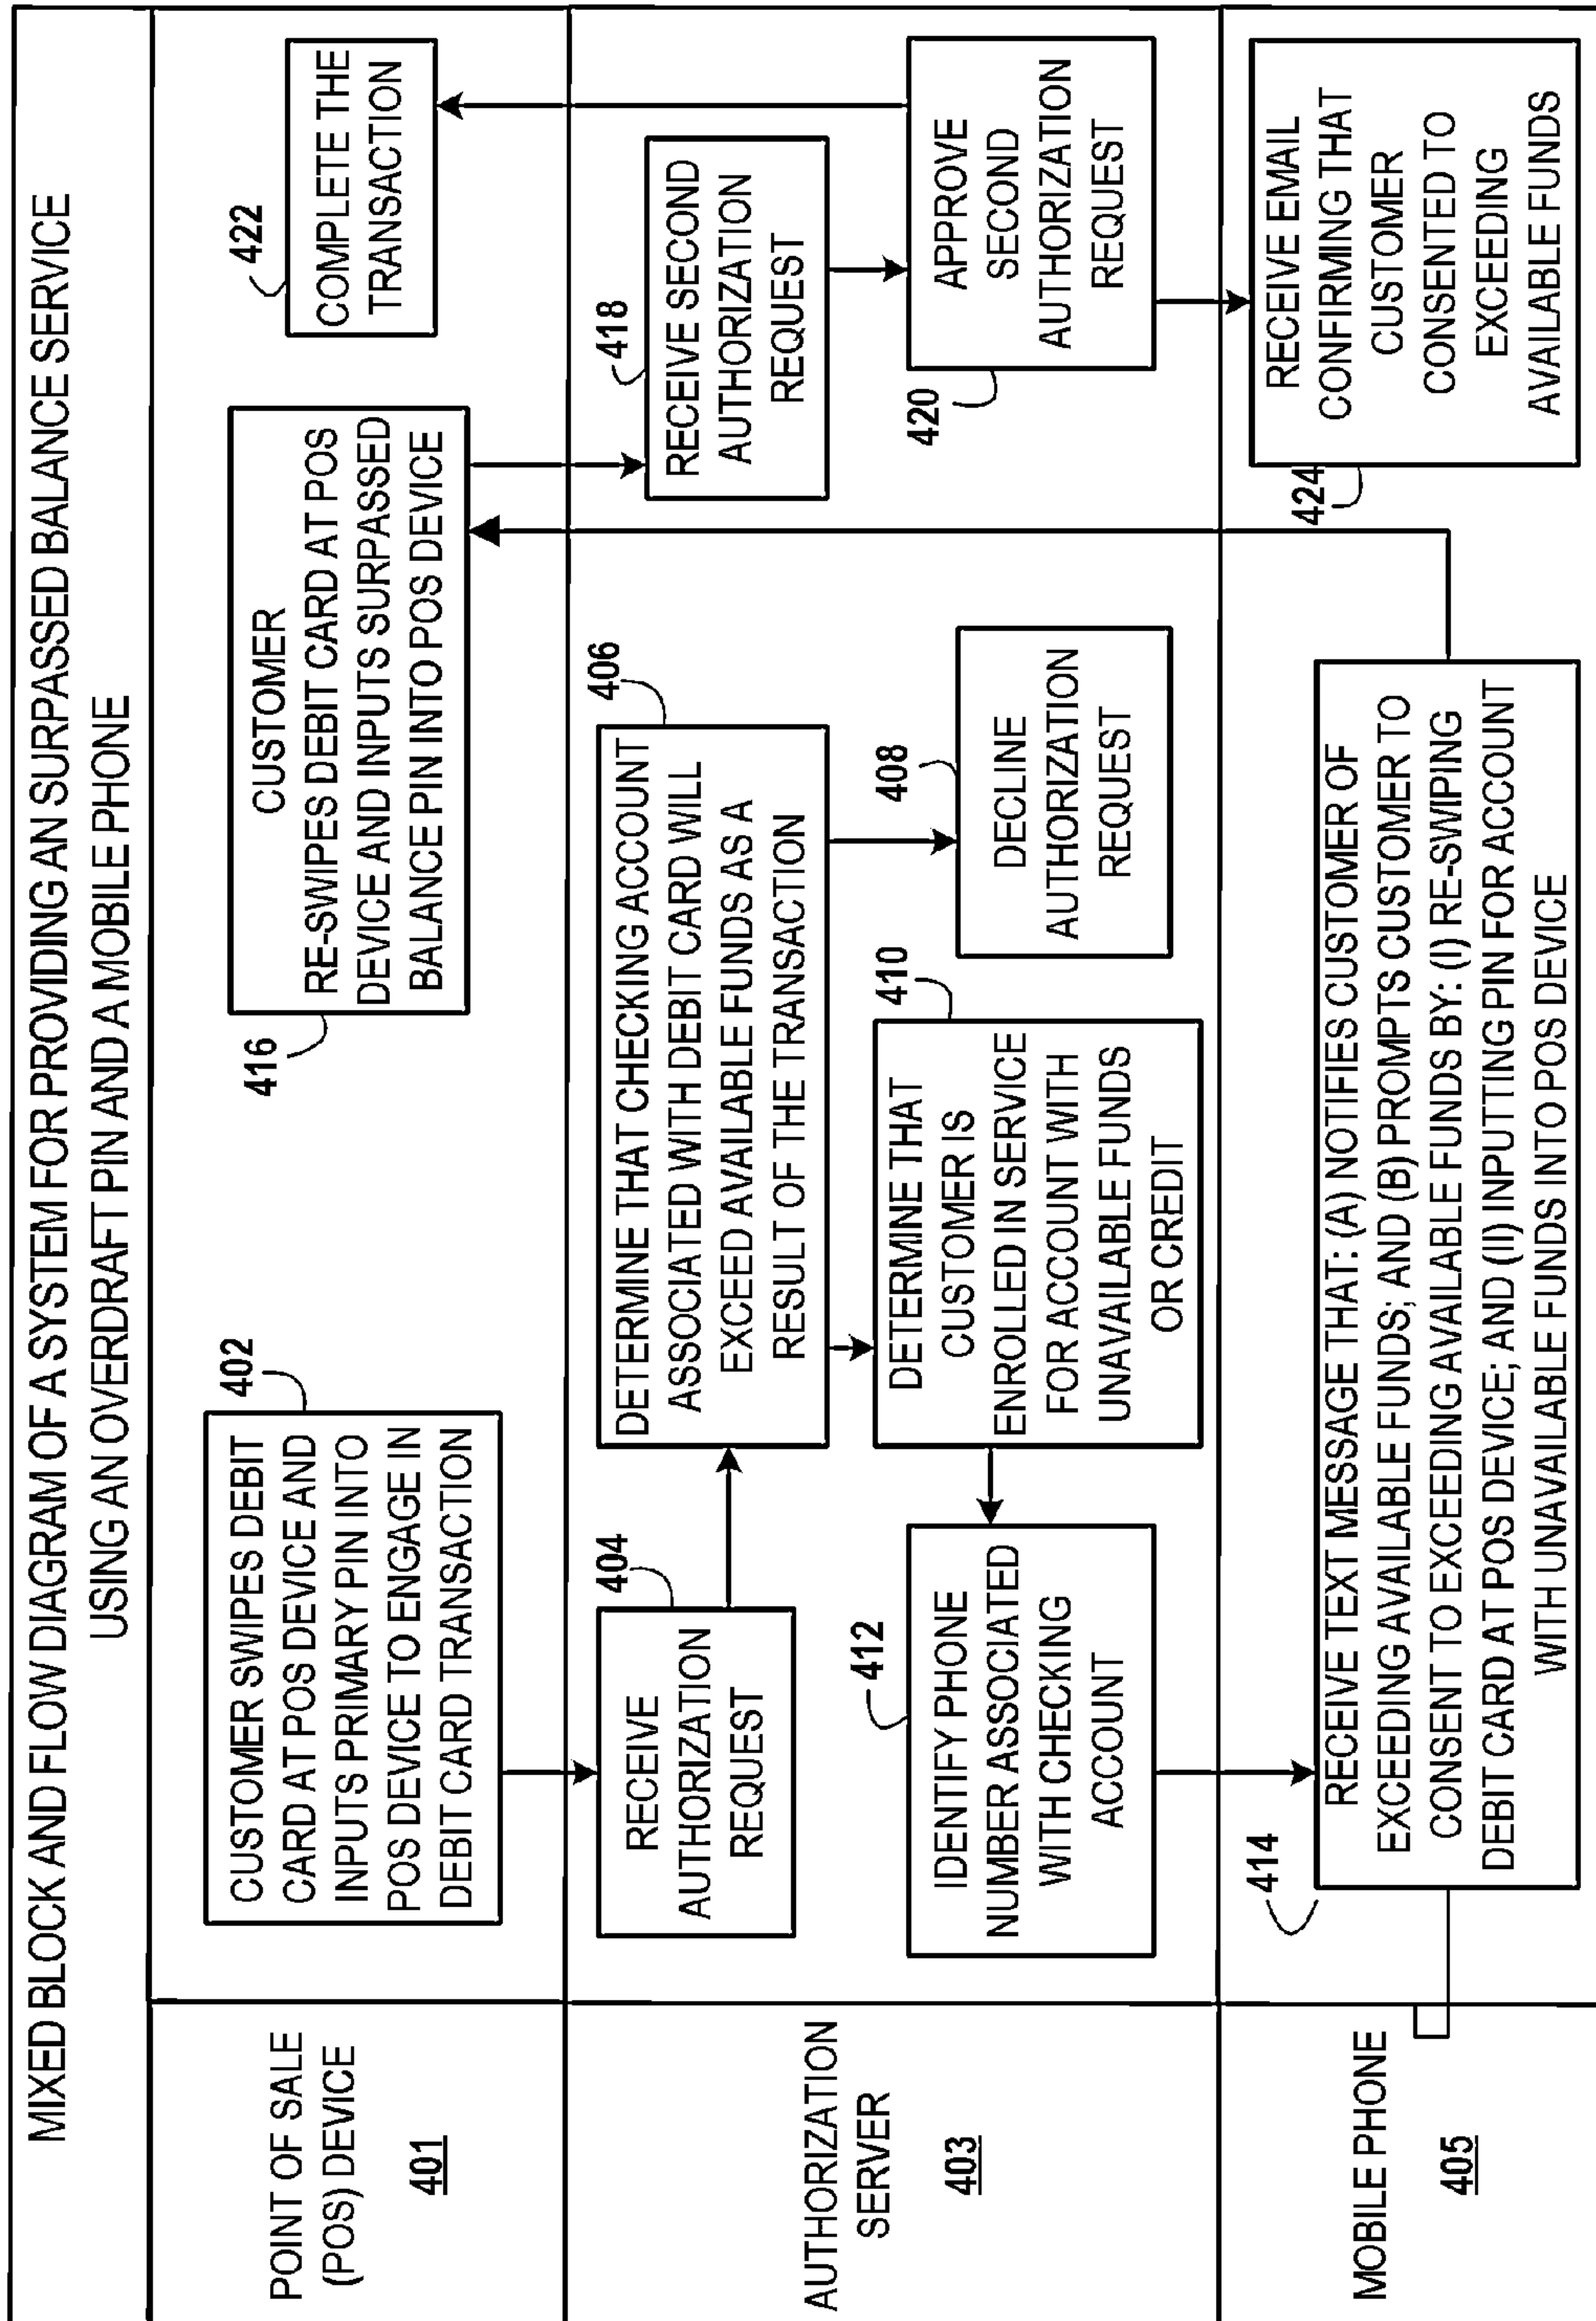 MIXED BLOCK AND FLOW DIAGRAM OF A SYSTEM FOR PROVIDING AN SURPASSED BALANCE SERVICE
USING AN OVERDRAFT PIN AND A MOBILE PHONE
POINT OF SALE
(POS) DEVICE
401
402
CUSTOMER SWIPES DEBIT
CARD AT POS DEVICE AND
INPUTS PRIMARY PIN INTO
POS DEVICE TO ENGAGE IN
DEBIT CARD TRANSACTION
416
CUSTOMER
RE-SWIPES DEBIT CARD AT POS
DEVICE AND INPUTS SURPASSED
BALANCE PIN INTO POS DEVICE
422
COMPLETE THE
TRANSACTION
AUTHORIZATION
SERVER
403
404
RECEIVE
AUTHORIZATION
REQUEST
406
DETERMINE THAT CHECKING ACCOUNT
ASSOCIATED WITH DEBIT CARD WILL
EXCEED AVAILABLE FUNDS AS A
RESULT OF THE TRANSACTION
408
DECLINE
AUTHORIZATION
REQUEST
410
DETERMINE THAT
CUSTOMER IS
ENROLLED IN SERVICE
FOR ACCOUNT WITH
UNAVAILABLE FUNDS
OR CREDIT
412
IDENTIFY PHONE
NUMBER ASSOCIATED
WITH CHECKING
ACCOUNT
418
RECEIVE SECOND
AUTHORIZATION
REQUEST
420
APPROVE
SECOND
AUTHORIZATION
REQUEST
MOBILE PHONE
405
414
RECEIVE TEXT MESSAGE THAT: (A) NOTIFIES CUSTOMER OF
EXCEEDING AVAILABLE FUNDS; AND (B) PROMPTS CUSTOMER TO
CONSENT TO EXCEEDING AVAILABLE FUNDS BY: (I) RE-SWIPING
DEBIT CARD AT POS DEVICE; AND (II) INPUTTING PIN FOR ACCOUNT
WITH UNAVAILABLE FUNDS INTO POS DEVICE
424
RECEIVE EMAIL
CONFIRMING THAT
CUSTOMER
CONSENTED TO
EXCEEDING
AVAILABLE FUNDS